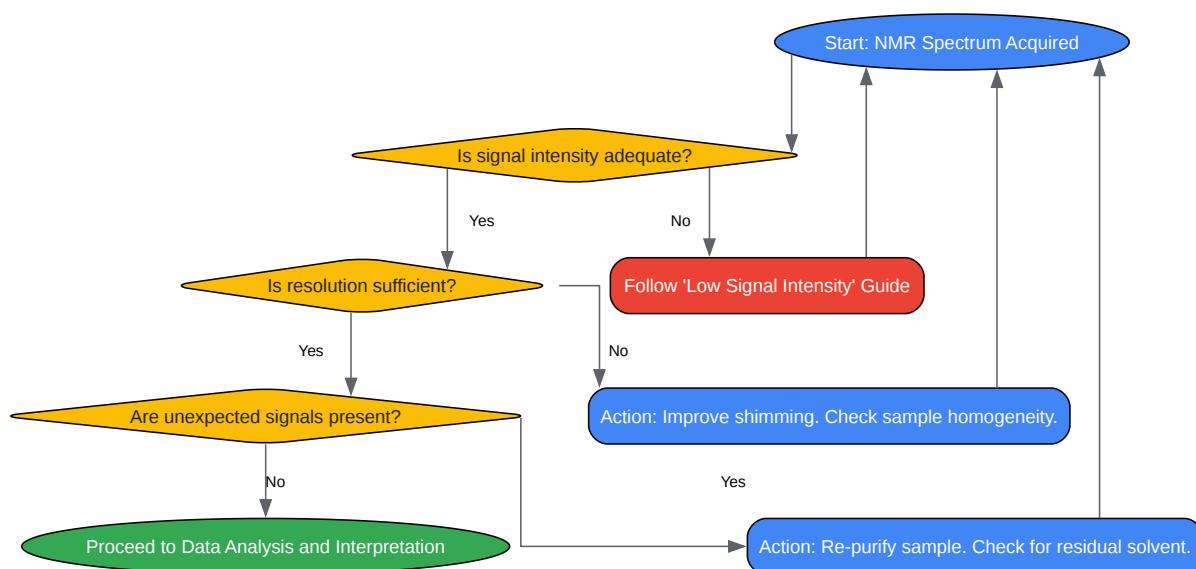 Start: NMR Spectrum Acquired
Is signal intensity adequate?
Yes
No
Is resolution sufficient?
Follow 'Low Signal Intensity' Guide
Yes
No
Are unexpected signals present?
Action: Improve shimming. Check sample homogeneity.
No
Yes
Proceed to Data Analysis and Interpretation
Action: Re-purify sample. Check for residual solvent.